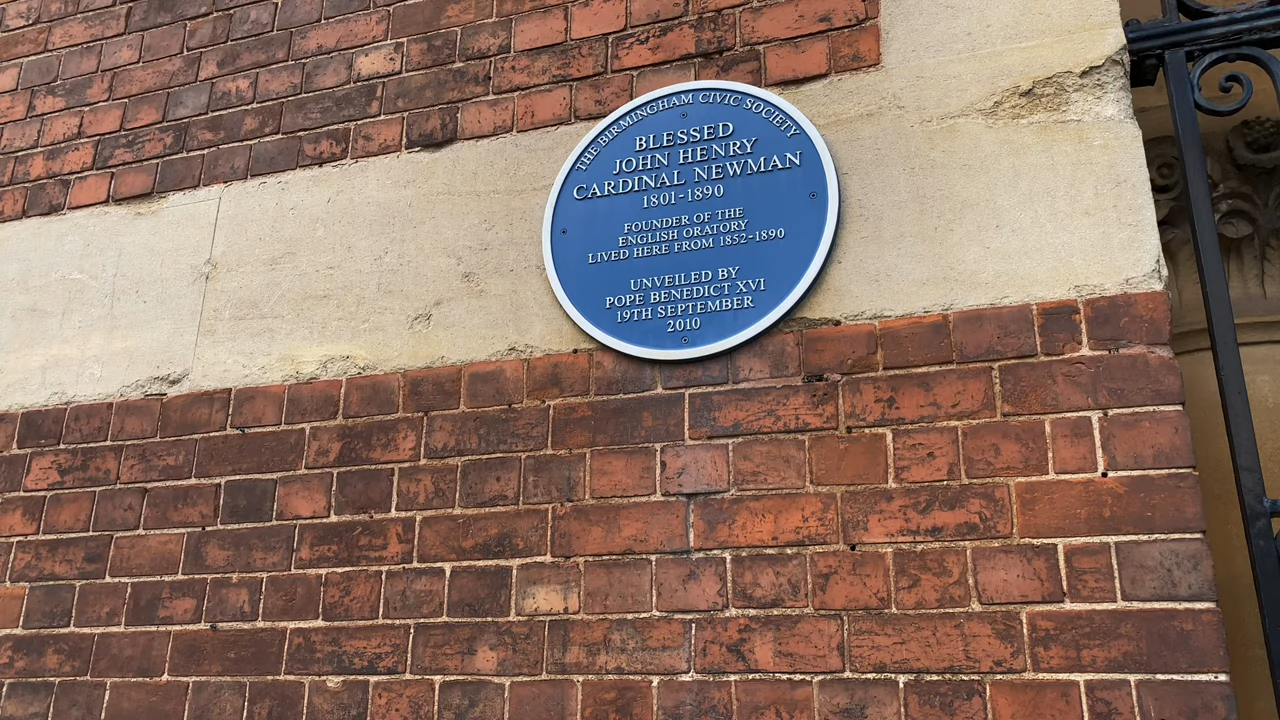 THE BIRMINGHAM CIVIC SOCIETY
BLESSED
JOHN HENRY
CARDINAL NEWMAN
1801-1890
FOUNDER OF THE
ENGLISH ORATORY
LIVED HERE FROM 1852-1890
UNVEILED BY
POPE BENEDICT XVI
19TH SEPTEMBER
2010